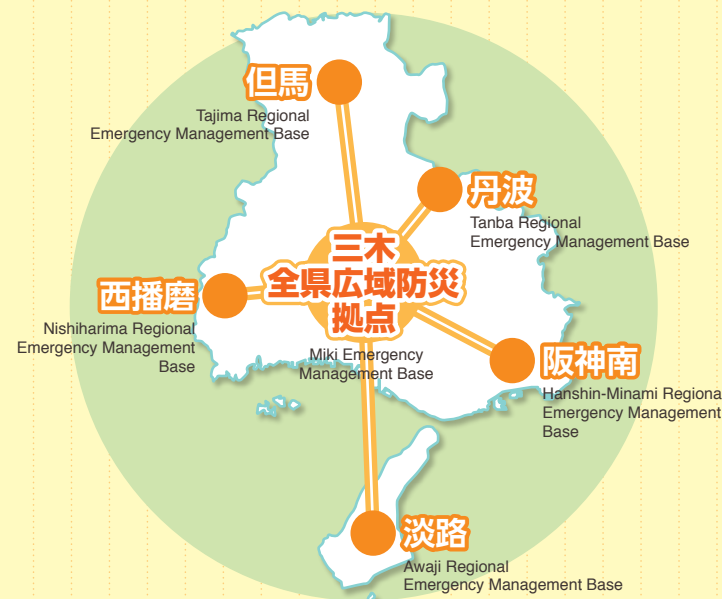 但馬
Tajima Regional
Emergency Management Base
丹波
Tanba Regional
Emergency Management Base
三木
全県広域防災
拠点
Miki Emergency
Management Base
西播磨
Nishiharima Regional
Emergency Management
Base
阪神南
Hanshin-Minami Regional
Emergency Management
Base
淡路
Awaji Regional
Emergency Management Base